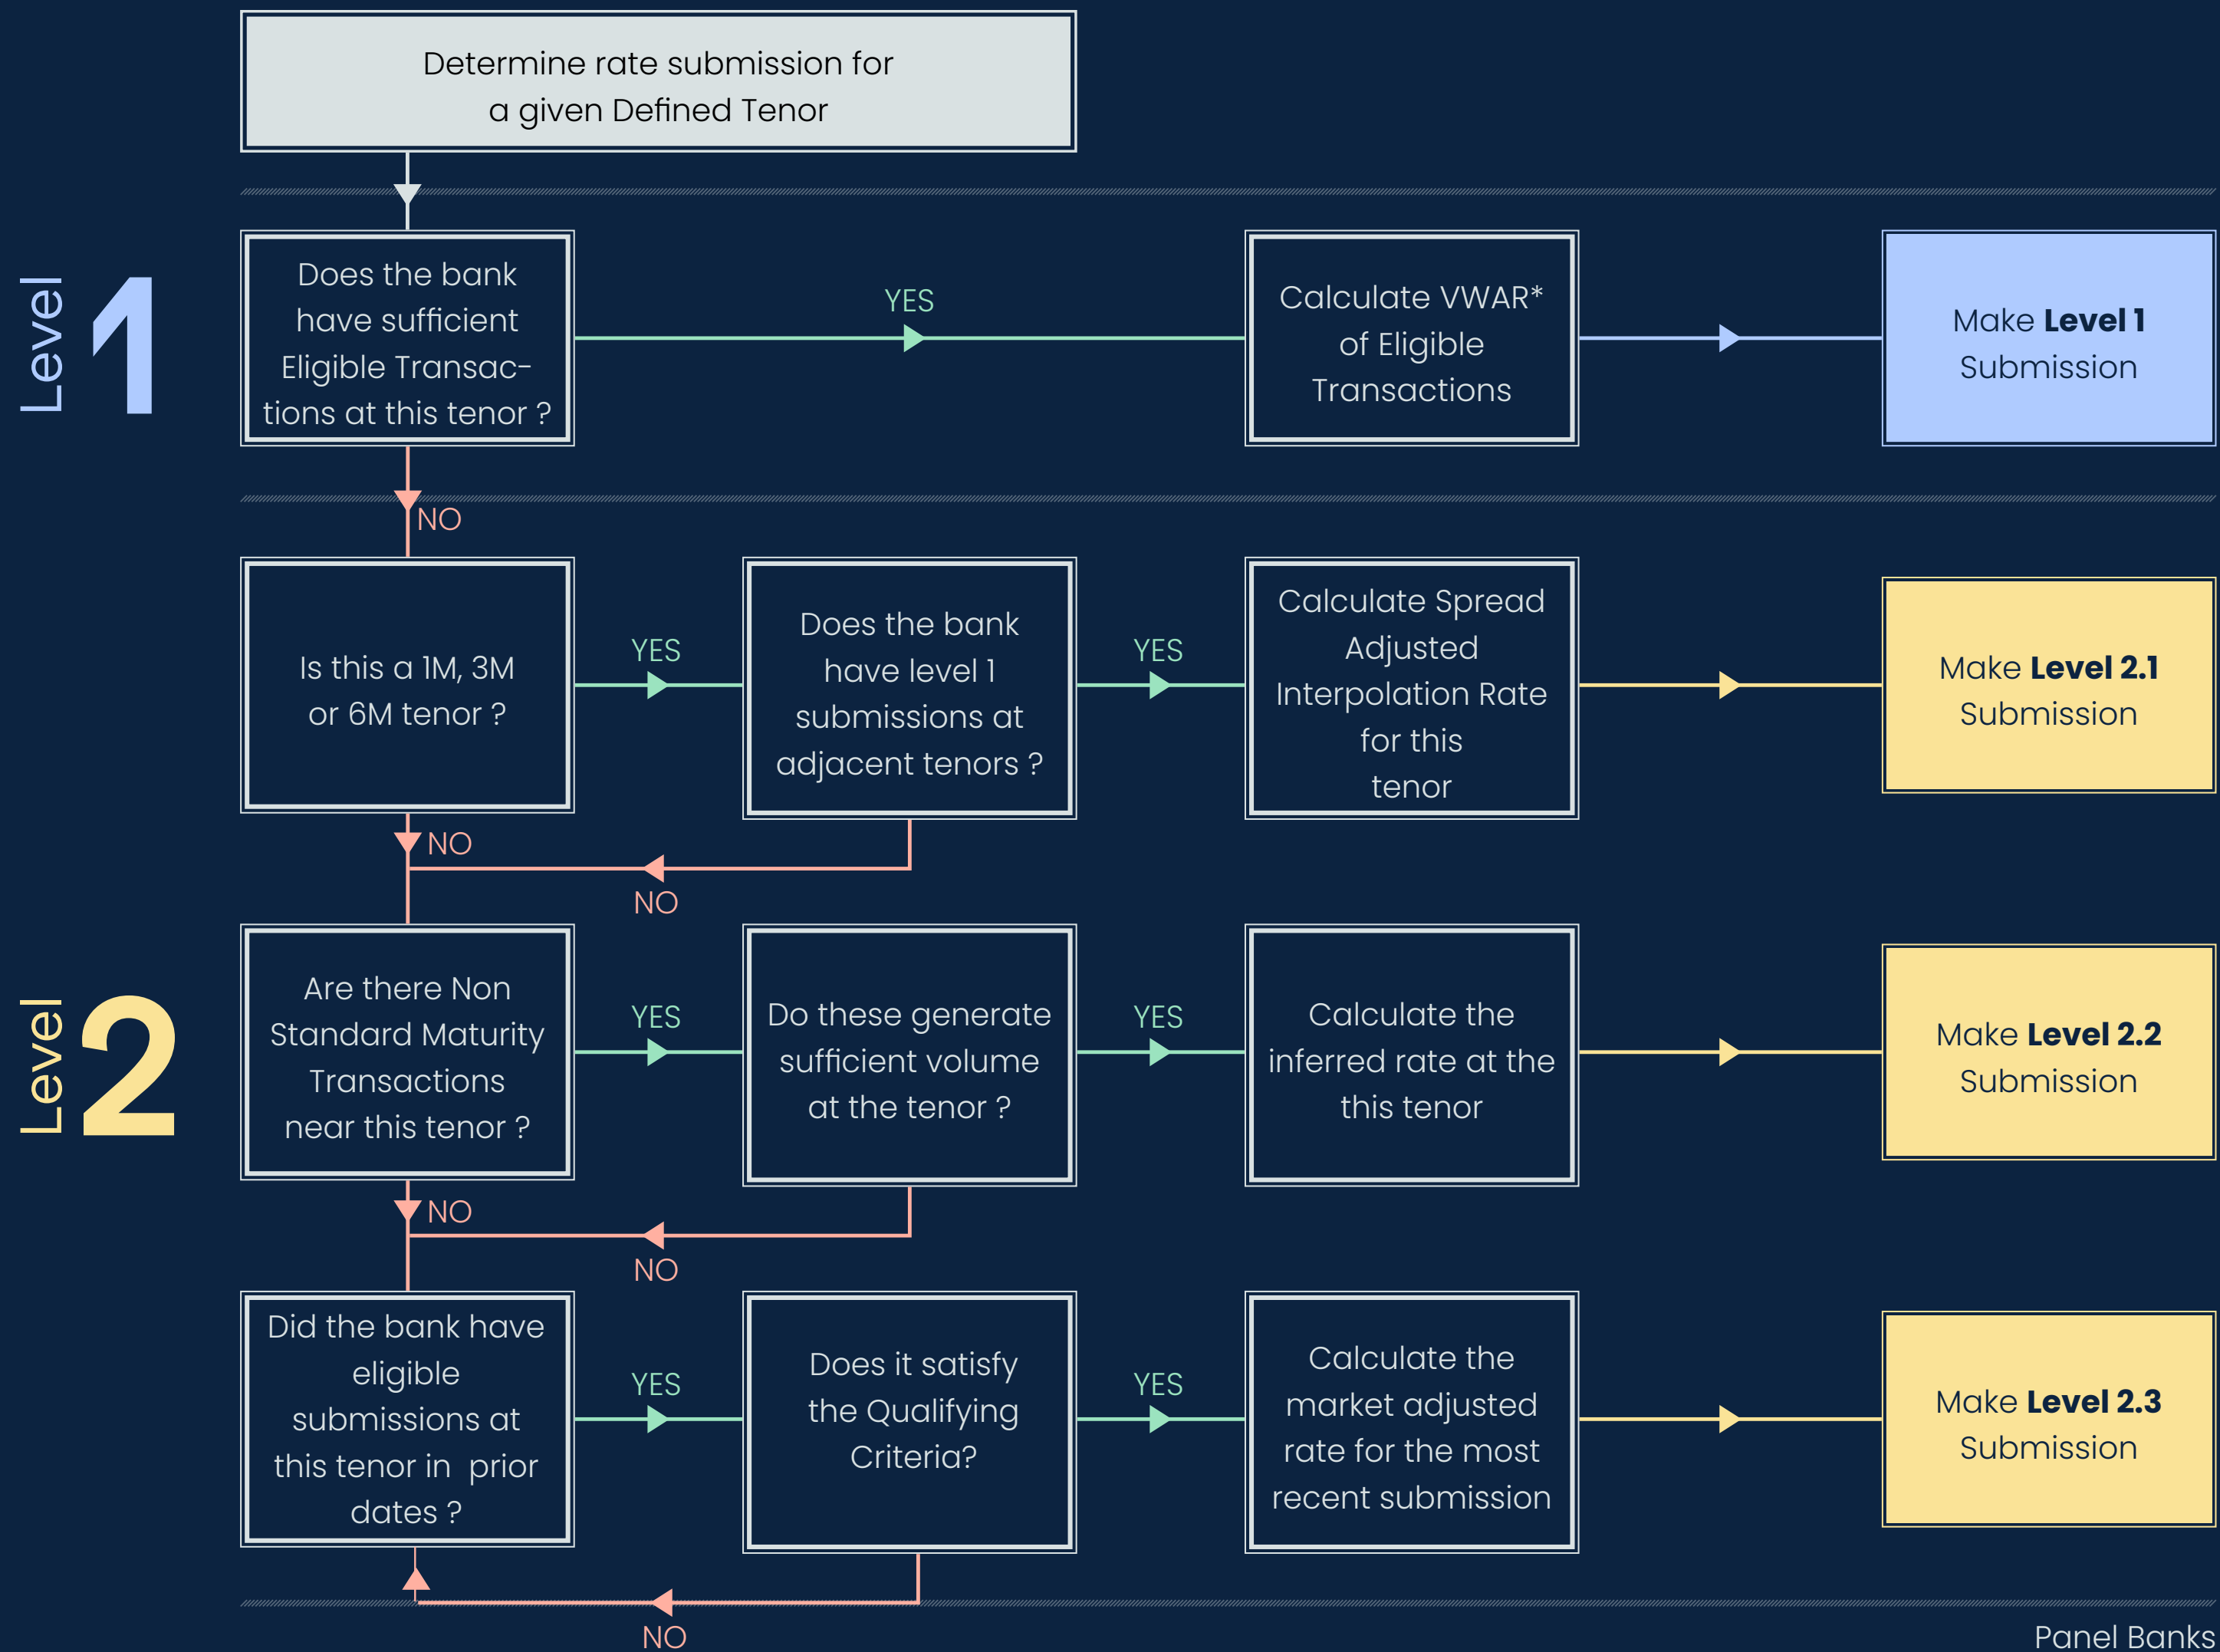 Determine rate submission for
a given Defined Tenor
Level 1
Does the bank
have sufficient
Eligible Transac-
tions at this tenor ?
YES
Calculate VWAR*
of Eligible
Transactions
Make Level 1
Submission
NO
Level 2
Is this a 1M, 3M
or 6M tenor ?
YES
Does the bank
have level 1
submissions at
adjacent tenors ?
YES
Calculate Spread
Adjusted
Interpolation Rate
for this
tenor
Make Level 2.1
Submission
NO
NO
Are there Non
Standard Maturity
Transactions
near this tenor ?
YES
Do these generate
sufficient volume
at the tenor ?
YES
Calculate the
inferred rate at the
this tenor
Make Level 2.2
Submission
NO
NO
Did the bank have
eligible
submissions at
this tenor in  prior
dates ?
YES
Does it satisfy
the Qualifying
Criteria?
YES
Calculate the
market adjusted
rate for the most
recent submission
Make Level 2.3
Submission
NO
Panel Banks